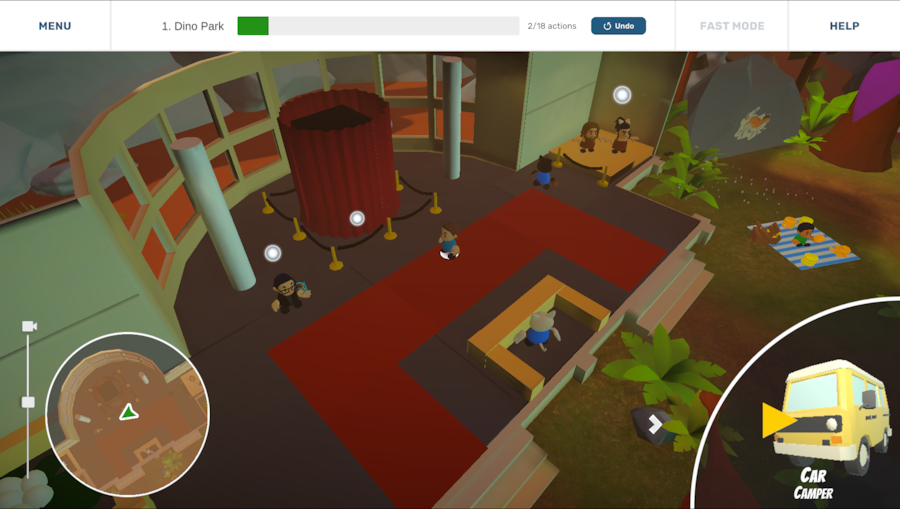 MENU
1. Dino Park
2/18 actions
Undo
FAST MODE
HELP
CAR
CAMPER